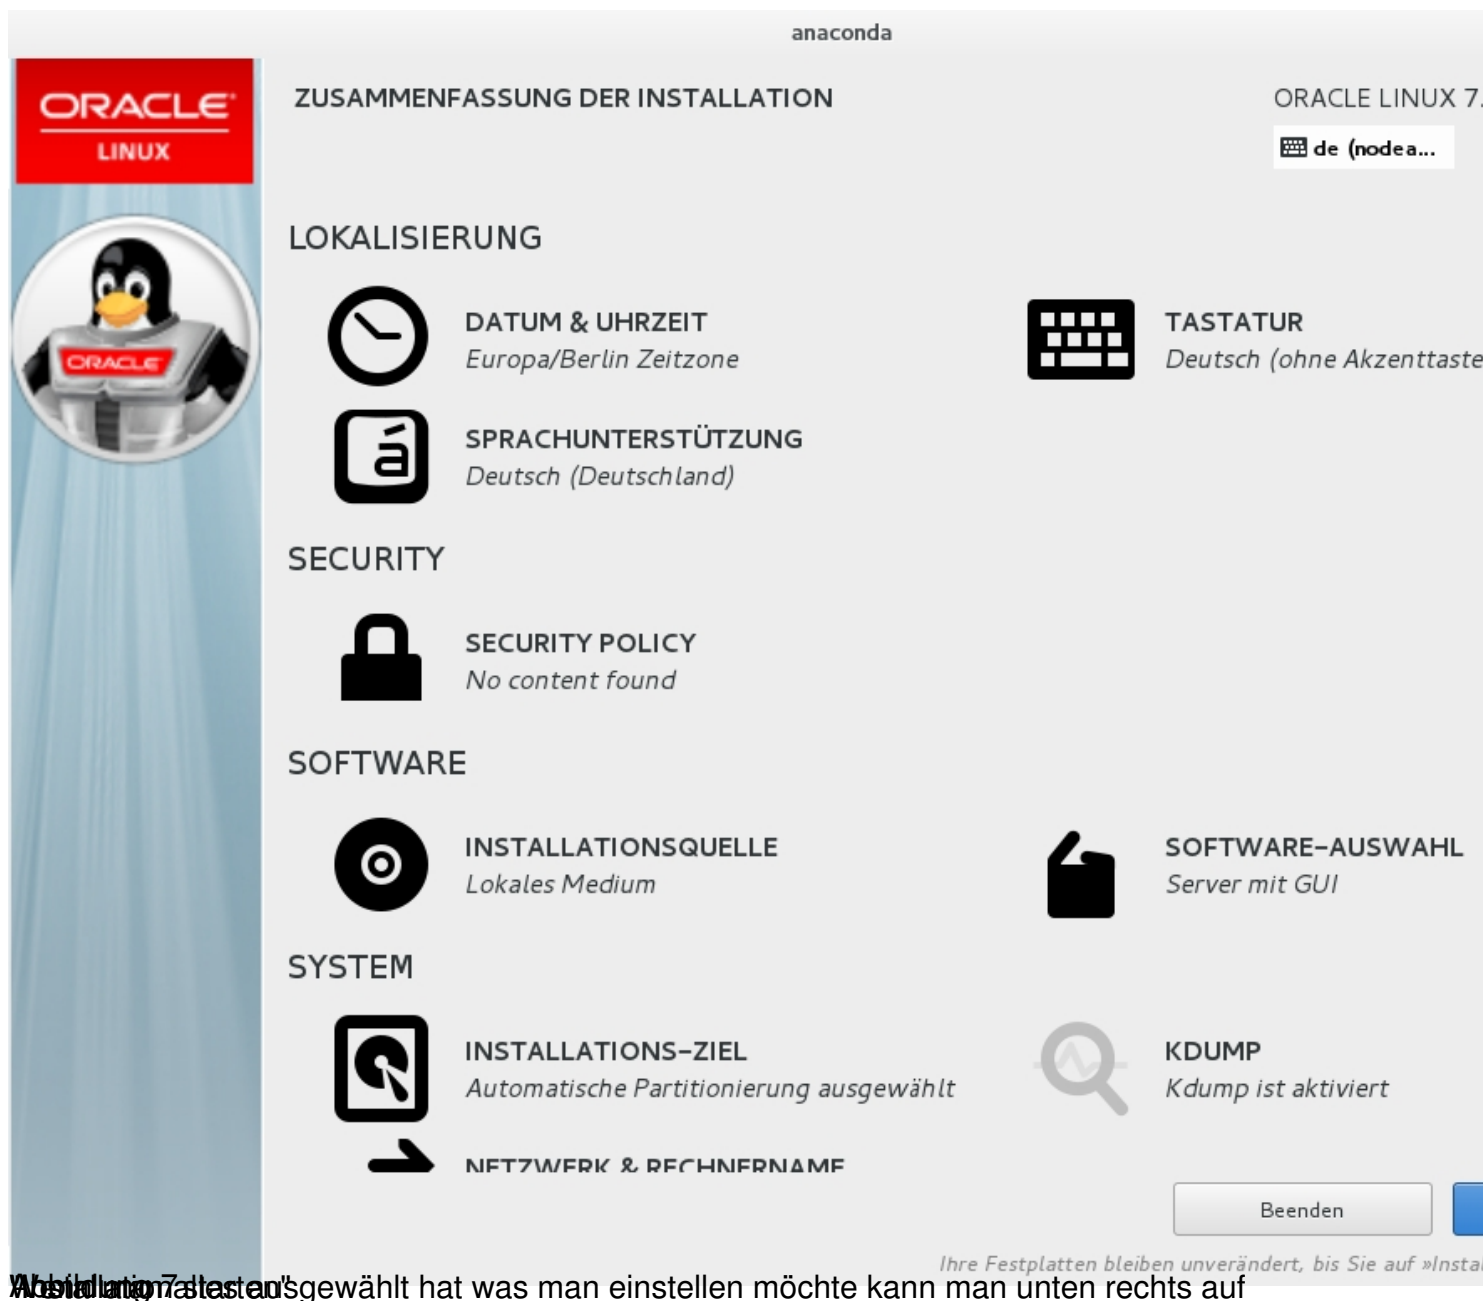 anaconda
ORACLE
LINUX
ZUSAMMENFASSUNG DER INSTALLATION
ORACLE LINUX 7.
de (nodea...
ORACLE
LOKALISIERUNG
DATUM & UHRZEIT
Europa/Berlin Zeitzone
TASTATUR
Deutsch (ohne Akzenttaste
á
SPRACHUNTERSTÜTZUNG
Deutsch (Deutschland)
SECURITY
SECURITY POLICY
No content found
SOFTWARE
INSTALLATIONSQUELLE
Lokales Medium
SOFTWARE-AUSWAHL
Server mit GUI
SYSTEM
INSTALLATIONS-ZIEL
Automatische Partitionierung ausgewählt
KDUMP
Kdump ist aktiviert
NETZWERK & RECHNERNAME
Beenden
Ihre Festplatten bleiben unverändert, bis Sie auf »Insta
ausgewählt hat was man einstellen möchte kann man unten rechts auf